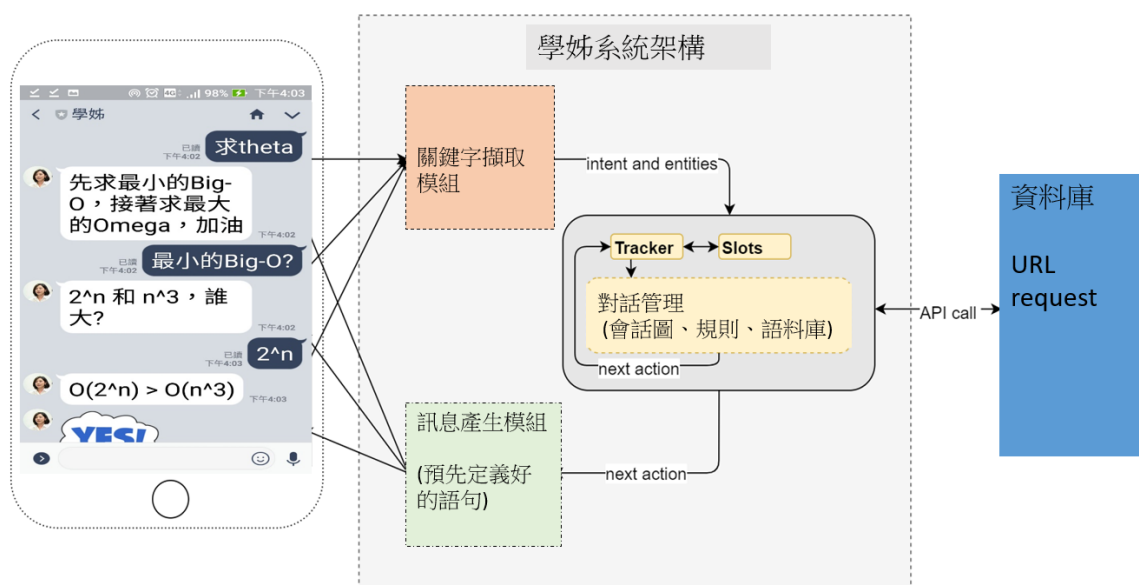 學姊系統架構
98% 下午4:03
學姊
已讀
下午4:02
求theta
先求最小的Big-
O，接著求最大
的Omega，加油
下午4:02
已讀
下午4:02
最小的Big-O?
2^n 和 n^3，誰
大?
下午4:02
已讀
下午4:03
2^n
O(2^n) > O(n^3)
下午4:03
YES!
關鍵字擷取
模組
intent and entities
Tracker
Slots
對話管理
(會話圖、規則、語料庫)
next action
API call
資料庫
URL
request
訊息產生模組
(預先定義好
的語句)
next action